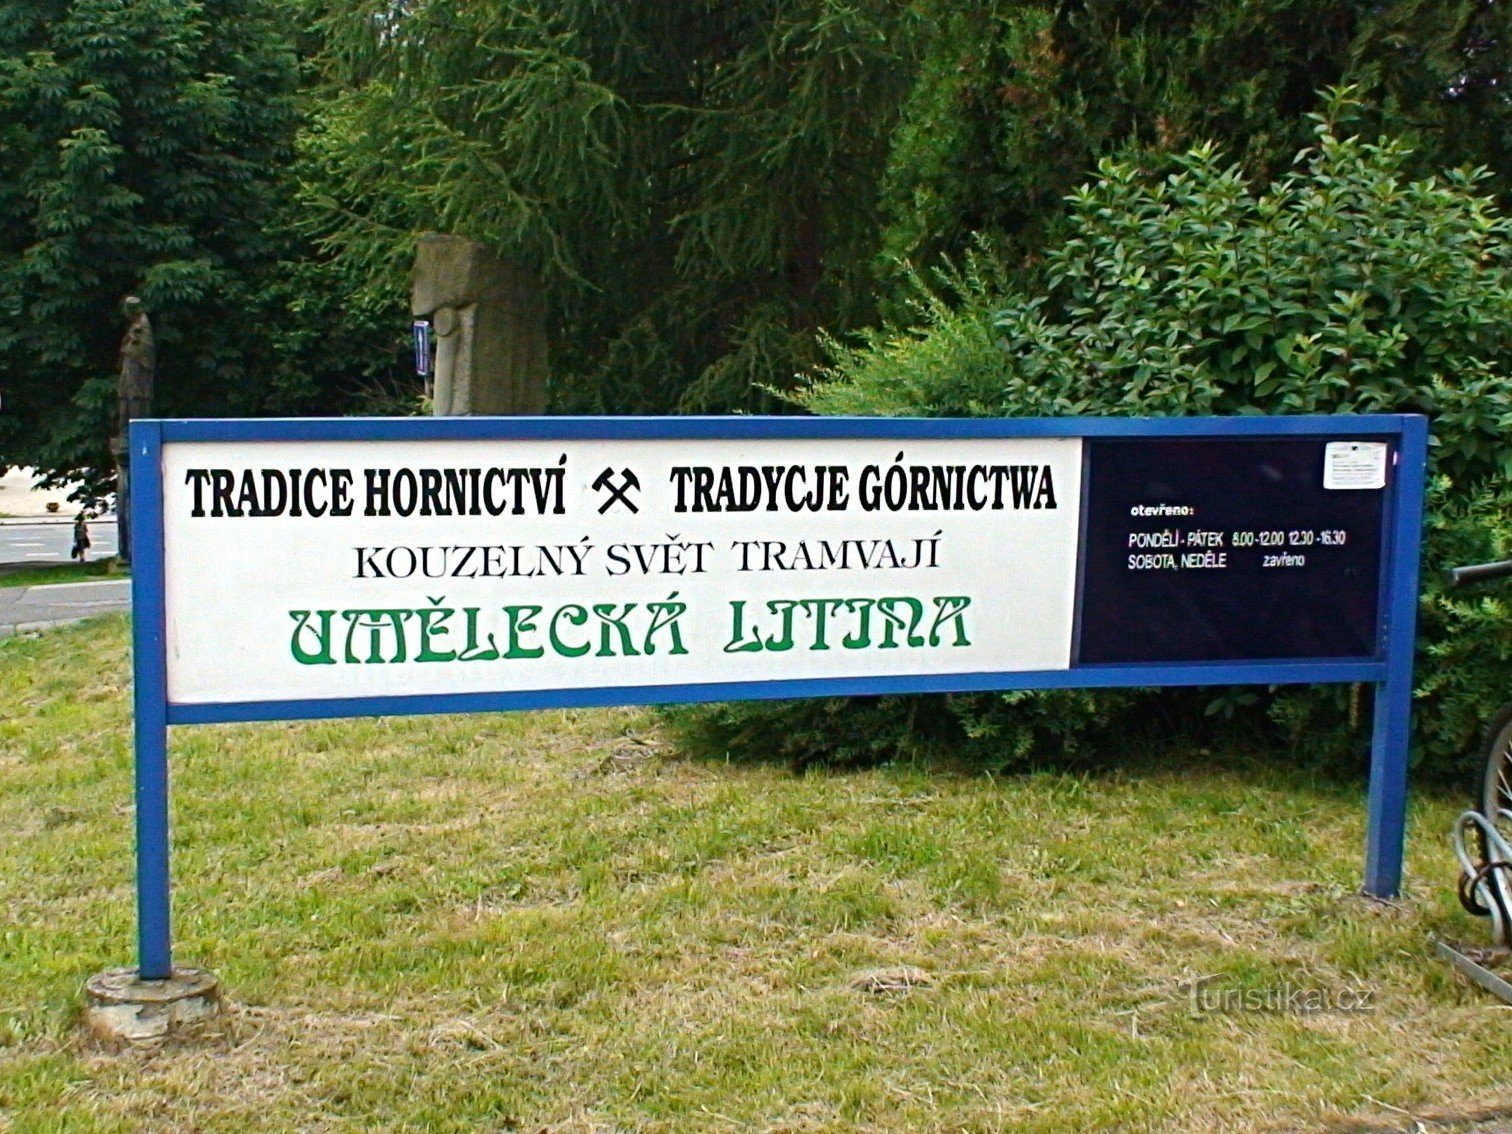 TRADICE HORNICTVÍ ⚒ TRADYCJE GÓRNICTWA
KOUZELNÝ SVĚT TRAMVAJÍ
UMĚLECKÁ LITINA
otevřeno:
PONDĚLÍ - PÁTEK 8.00-12.00 12.30 -16.30
SOBOTA, NEDĚLE zavřeno
Turistika.cz